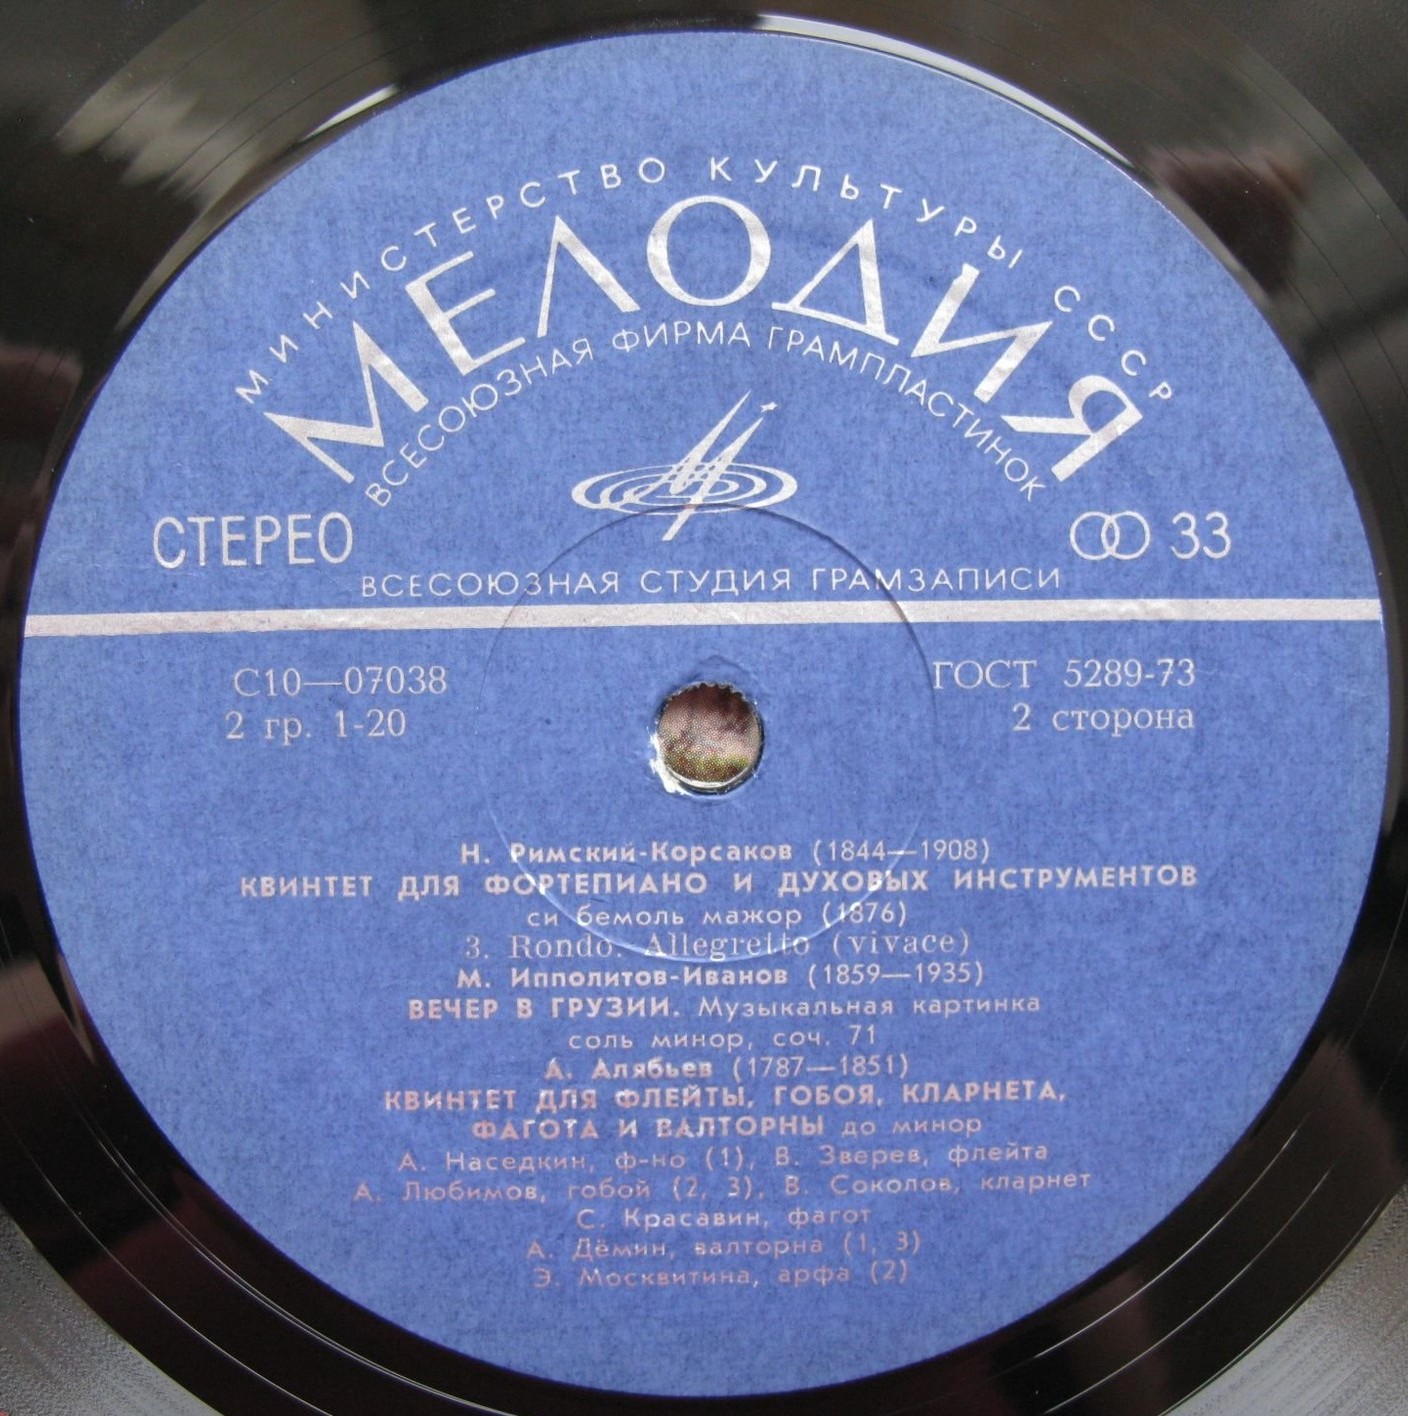 МИНИСТЕРСТВО КУЛЬТУРЫ СССР
МЕЛОДИЯ
ВСЕСОЮЗНАЯ ФИРМА ГРАМПЛАСТИНОК
СТЕРЕО
33
ВСЕСОЮЗНАЯ СТУДИЯ ГРАМЗАПИСИ
С10—07038
ГОСТ 5289-73
2 гр. 1-20
2 сторона
Н. Римский-Корсаков (1844—1908)
КВИНТЕТ ДЛЯ ФОРТЕПИАНО И ДУХОВЫХ ИНСТРУМЕНТОВ
си бемоль мажор (1876)
3. Rondo. Allegretto (vivace)
М. Ипполитов-Иванов (1859—1935)
ВЕЧЕР В ГРУЗИИ. Музыкальная картинка
соль минор, соч. 71
А. Алябьев (1787—1851)
КВИНТЕТ ДЛЯ ФЛЕЙТЫ, ГОБОЯ, КЛАРНЕТА,
ФАГОТА И ВАЛТОРНЫ до минор
А. Наседкин, ф-но (1), В. Зверев, флейта
А. Любимов, гобой (2, 3), В. Соколов, кларнет
С. Красавин, фагот
А. Дёмин, валторна (1, 3)
Э. Москвитина, арфа (2)